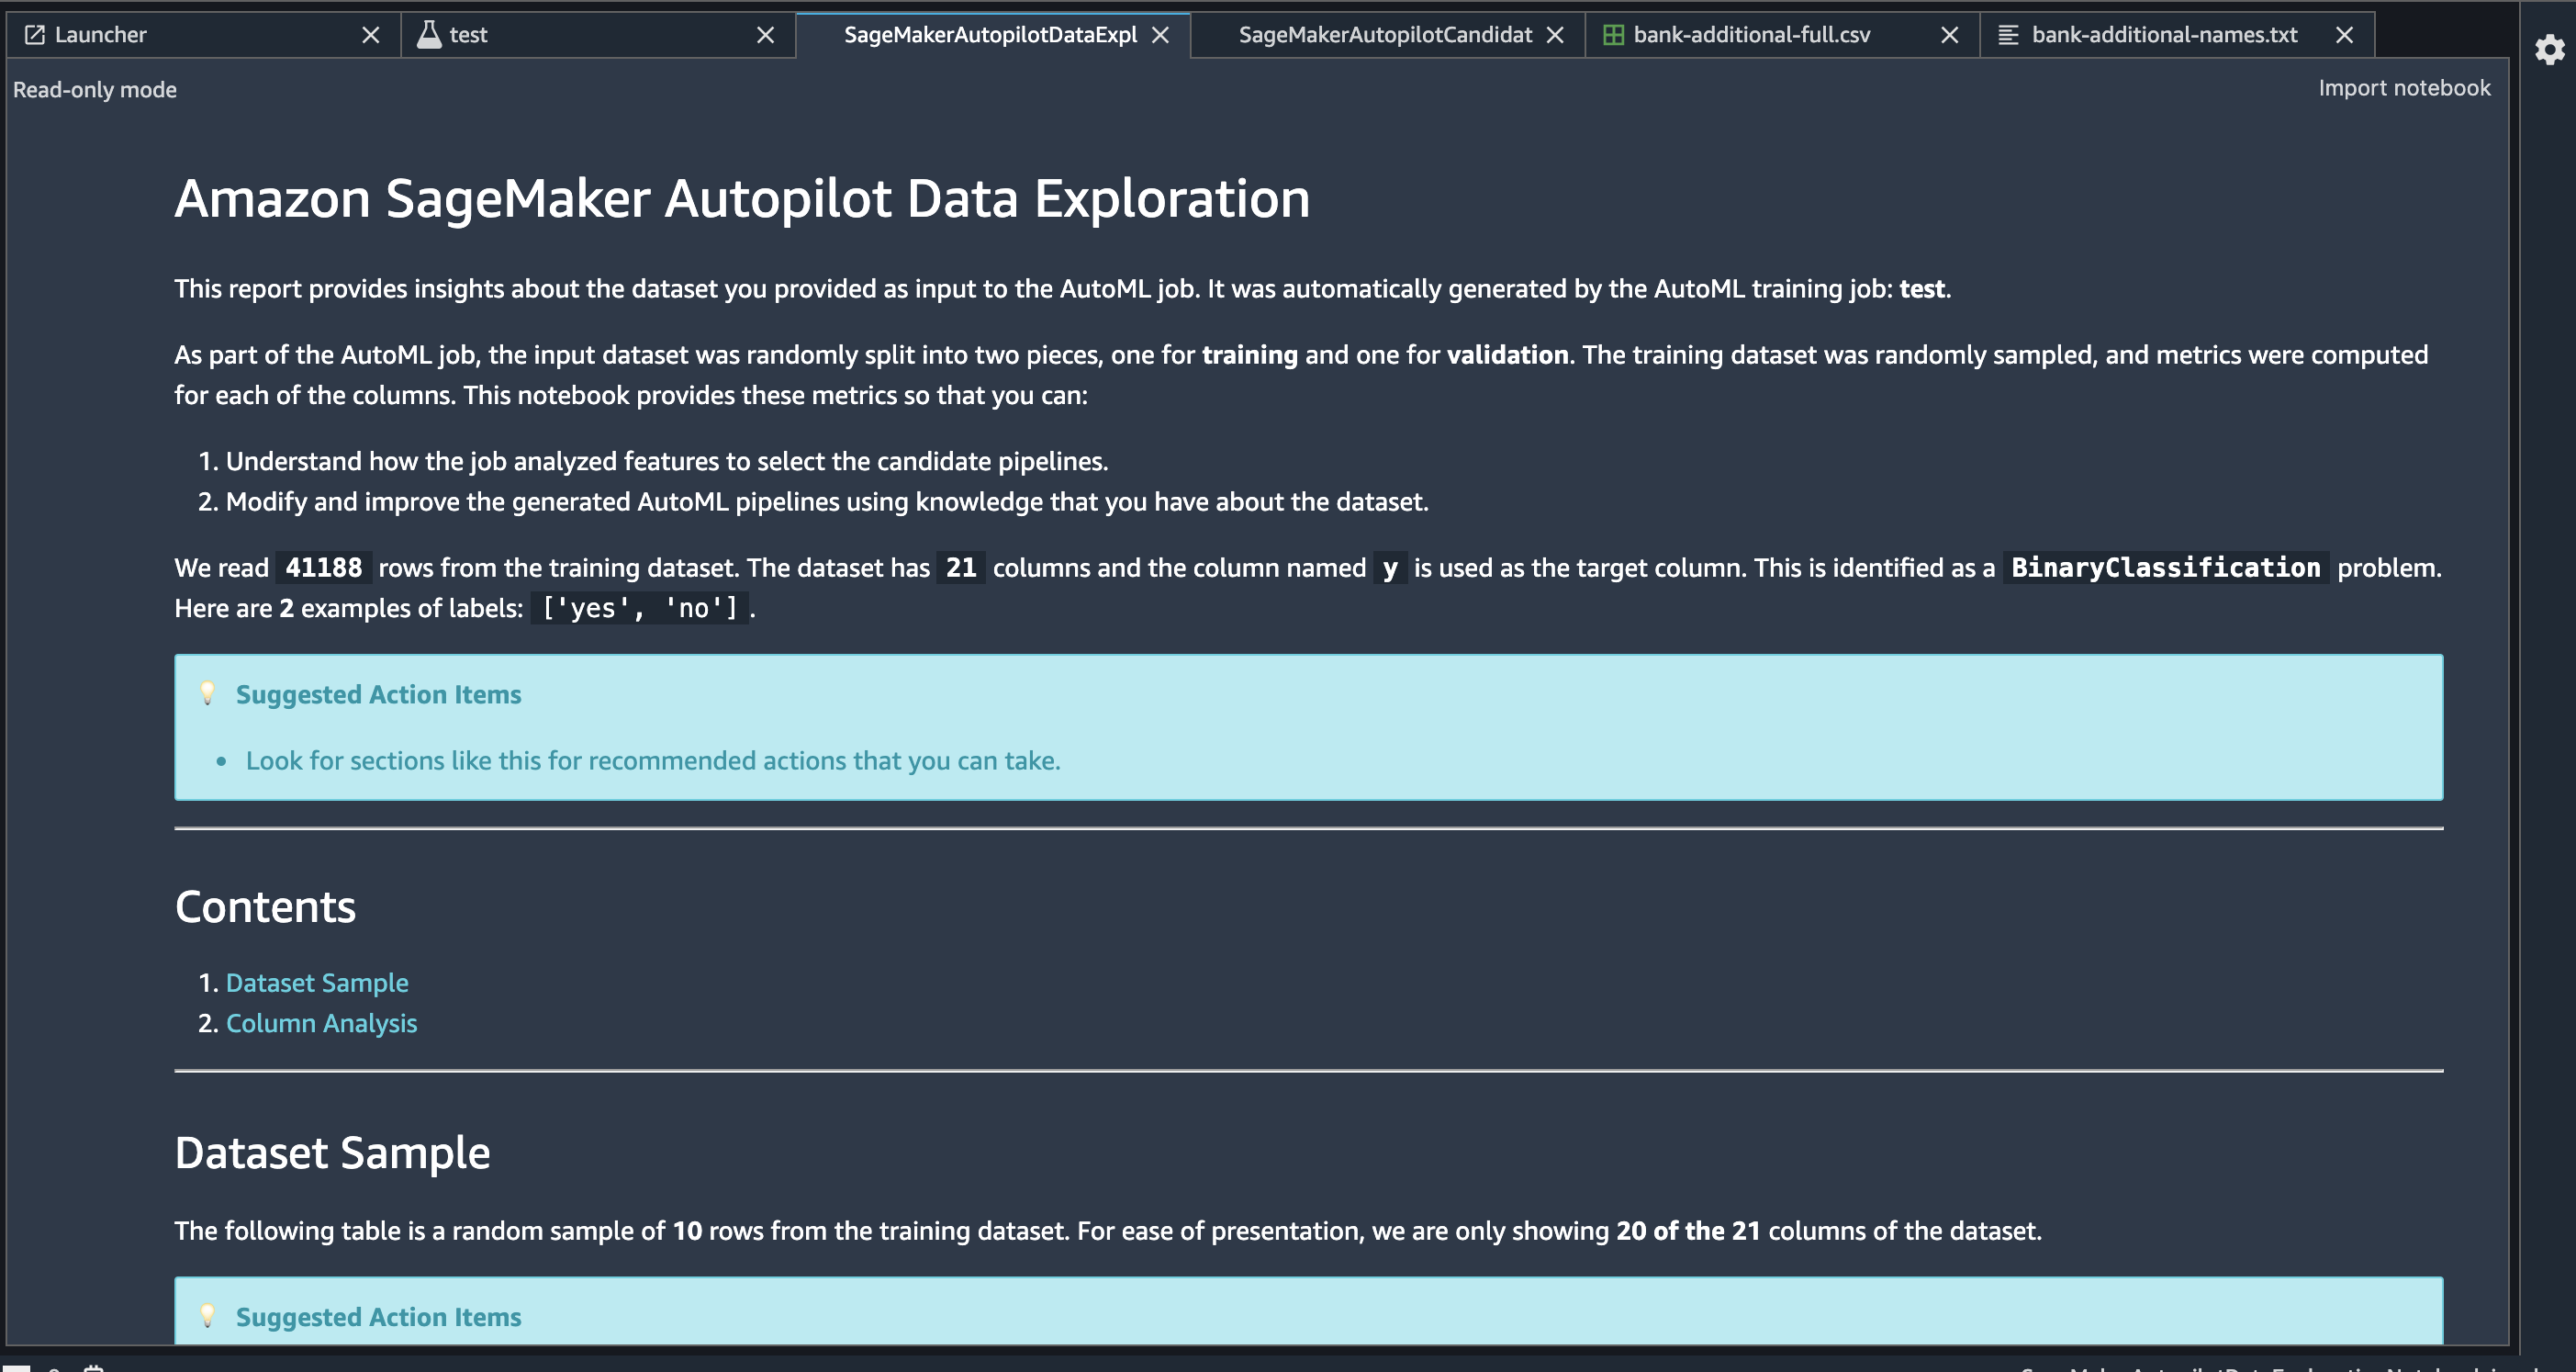 Launcher
test
SageMakerAutopilotDataExpl
SageMakerAutopilotCandidat
bank-additional-full.csv
bank-additional-names.txt
Read-only mode
Import notebook
Amazon SageMaker Autopilot Data Exploration
This report provides insights about the dataset you provided as input to the AutoML job. It was automatically generated by the AutoML training job: test.
As part of the AutoML job, the input dataset was randomly split into two pieces, one for training and one for validation. The training dataset was randomly sampled, and metrics were computed
for each of the columns. This notebook provides these metrics so that you can:
1. Understand how the job analyzed features to select the candidate pipelines.
2. Modify and improve the generated AutoML pipelines using knowledge that you have about the dataset.
We read 41188 rows from the training dataset. The dataset has 21 columns and the column named y is used as the target column. This is identified as a BinaryClassification problem.
Here are 2 examples of labels: ['yes', 'no'] .
Suggested Action Items
• Look for sections like this for recommended actions that you can take.
Contents
1. Dataset Sample
2. Column Analysis
Dataset Sample
The following table is a random sample of 10 rows from the training dataset. For ease of presentation, we are only showing 20 of the 21 columns of the dataset.
Suggested Action Items